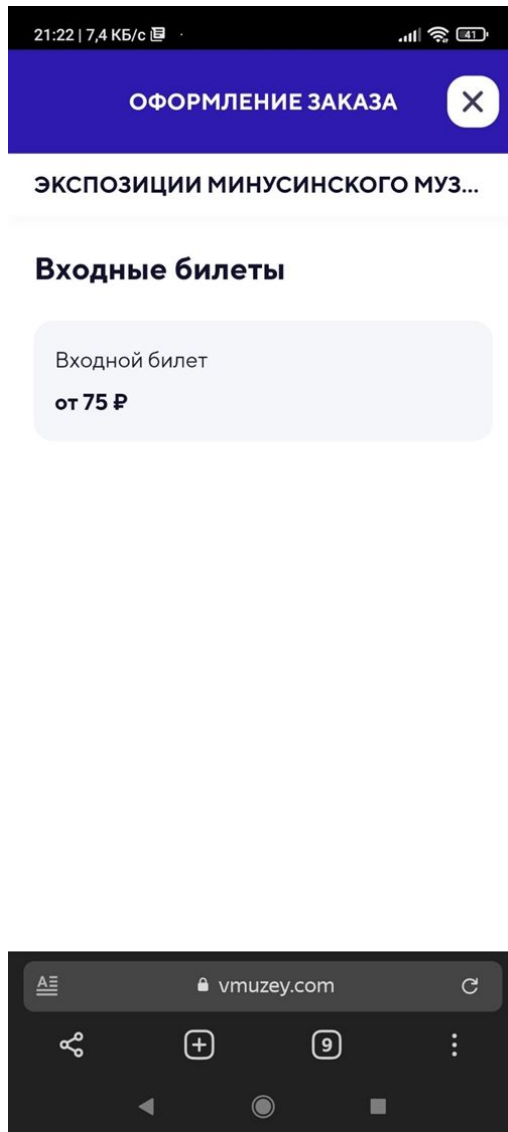 21:22 | 7,4 КБ/с
41
ОФОРМЛЕНИЕ ЗАКАЗА
ЭКСПОЗИЦИИ МИНУСИНСКОГО МУЗ...
Входные билеты
Входной билет
от 75 ₽
vmuzey.com
9